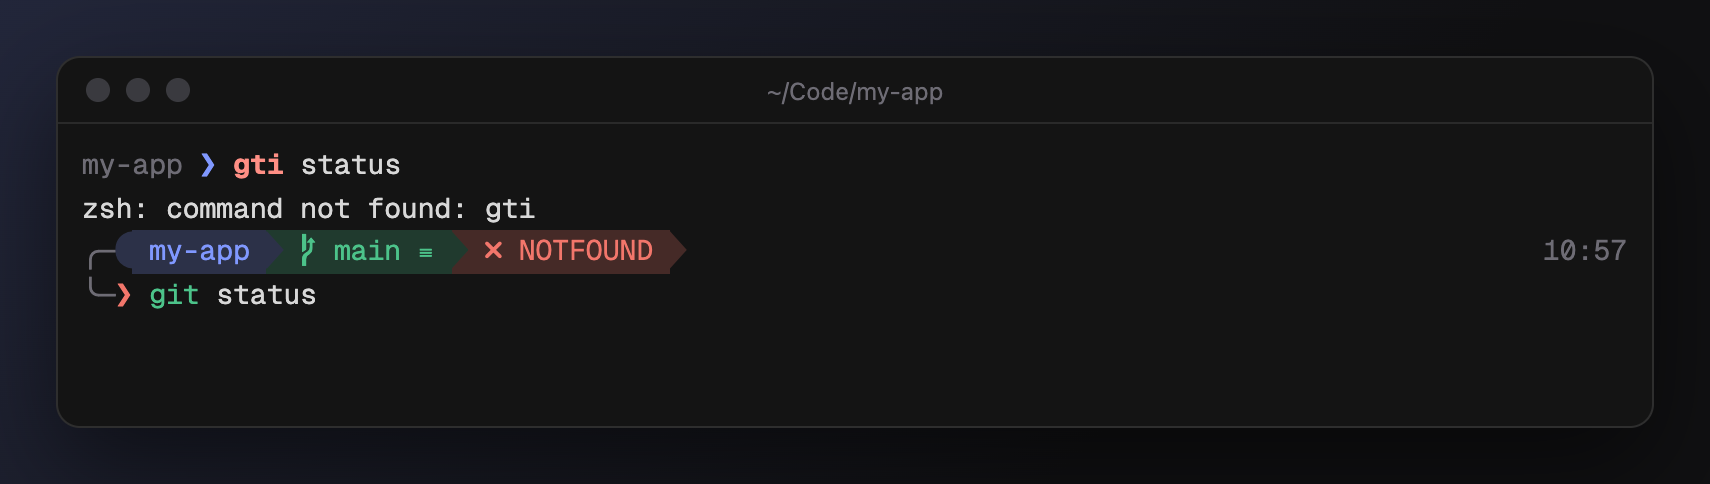 ~/Code/my-app
my-app ❯ gti status
zsh: command not found: gti
my-app main ≡ ✕ NOTFOUND 10:57
❯ git status